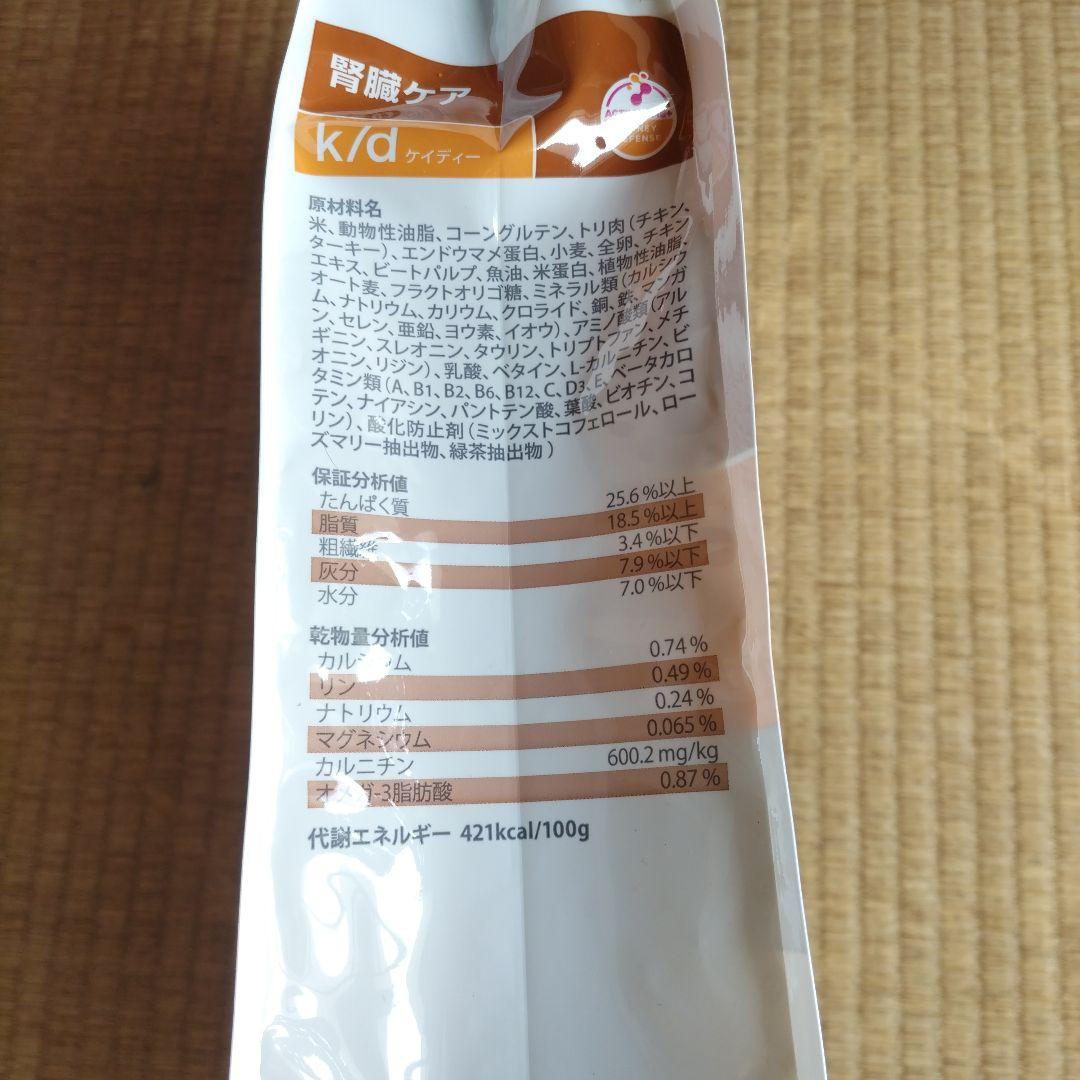 腎臓ケア
k/d ケイディー
原材料名
米、動物性油脂、コーングルテン、トリ肉（チキン、
ターキー）、エンドウマメ蛋白、小麦、全卵、チキン
エキス、ビートパルプ、魚油、米蛋白、植物性油脂、
オート麦、フラクトオリゴ糖、ミネラル類（カルシウ
ム、ナトリウム、カリウム、クロライド、銅、鉄、マンガ
ン、セレン、亜鉛、ヨウ素、イオウ）、アミノ酸類（アル
ギニン、スレオニン、タウリン、トリプトファン、メチ
オニン、リジン）、乳酸、ベタイン、L-カルニチン、ビ
タミン類（A、B1、B2、B6、B12、C、D3、E、ベータカロ
テン、ナイアシン、パントテン酸、葉酸、ビオチン、コ
リン）、酸化防止剤（ミックストコフェロール、ロー
ズマリー抽出物、緑茶抽出物）
保証分析値
たんぱく質 25.6 %以上
脂質 18.5 %以上
粗繊維 3.4 %以下
灰分 7.9 %以下
水分 7.0 %以下
乾物量分析値
カルシウム 0.74 %
リン 0.49 %
ナトリウム 0.24 %
マグネシウム 0.065 %
カルニチン 600.2 mg/kg
オメガ-3脂肪酸 0.87 %
代謝エネルギー 421kcal/100g